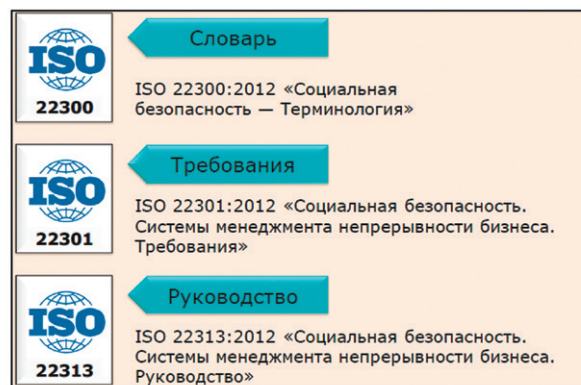 ISO
22300
Словарь
ISO 22300:2012 «Социальная
безопасность — Терминология»
ISO
22301
Требования
ISO 22301:2012 «Социальная безопасность.
Системы менеджмента непрерывности бизнеса.
Требования»
ISO
22313
Руководство
ISO 22313:2012 «Социальная безопасность.
Системы менеджмента непрерывности бизнеса.
Руководство»